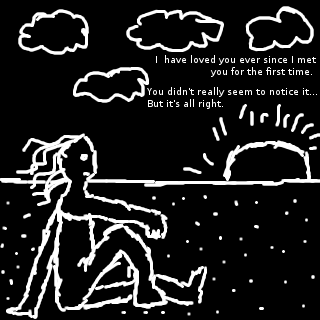 I have loved you ever since I met
you for the first time.
You didn't really seem to notice it...
But it's all right.